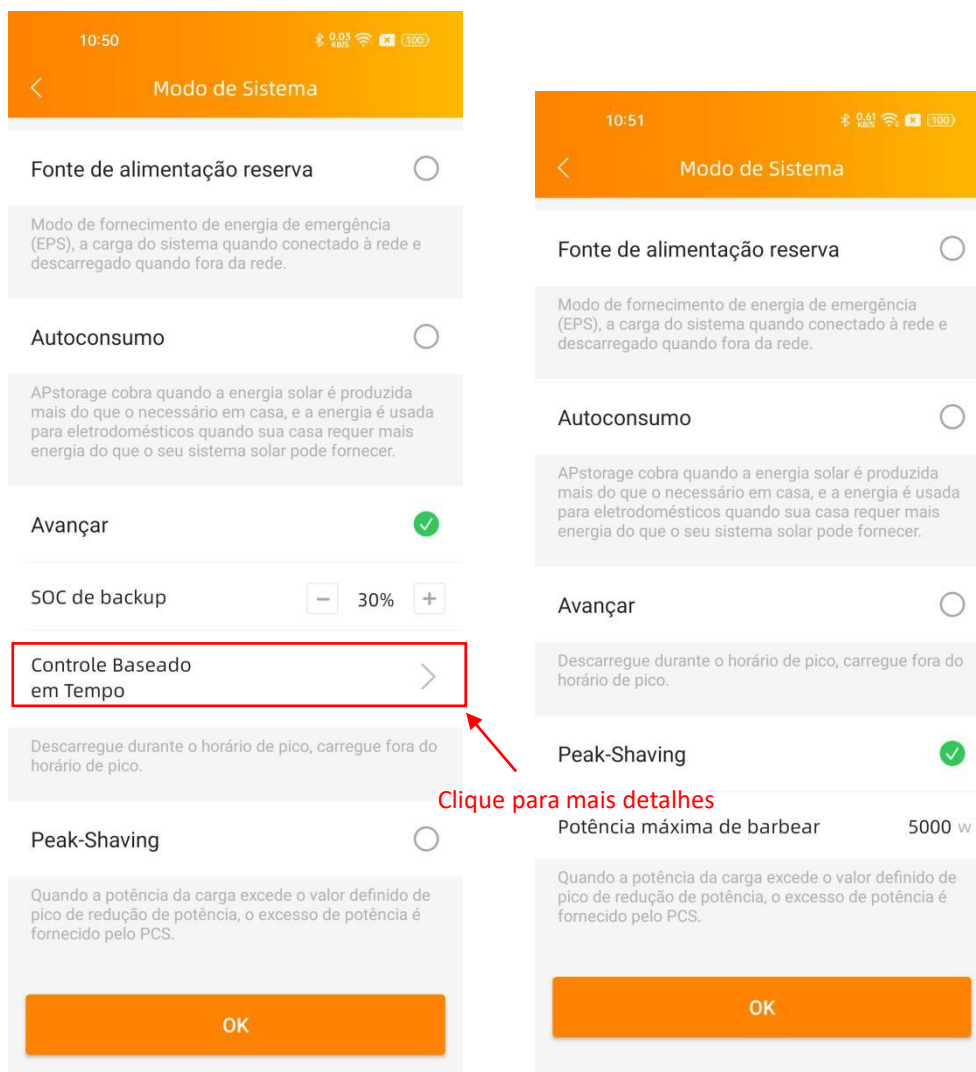 10:50
0.03
KB/S
100
Modo de Sistema
Fonte de alimentação reserva
Modo de fornecimento de energia de emergência
(EPS), a carga do sistema quando conectado à rede e
descarregado quando fora da rede.
Autoconsumo
APstorage cobra quando a energia solar é produzida
mais do que o necessário em casa, e a energia é usada
para eletrodomésticos quando sua casa requer mais
energia do que o seu sistema solar pode fornecer.
Avançar
SOC de backup
30%
Controle Baseado
em Tempo
Descarregue durante o horário de pico, carregue fora do
horário de pico.
Peak-Shaving
Quando a potência da carga excede o valor definido de
pico de redução de potência, o excesso de potência é
fornecido pelo PCS.
OK
Clique para mais detalhes
10:51
0.61
KB/S
100
Modo de Sistema
Fonte de alimentação reserva
Modo de fornecimento de energia de emergência
(EPS), a carga do sistema quando conectado à rede e
descarregado quando fora da rede.
Autoconsumo
APstorage cobra quando a energia solar é produzida
mais do que o necessário em casa, e a energia é usada
para eletrodomésticos quando sua casa requer mais
energia do que o seu sistema solar pode fornecer.
Avançar
Descarregue durante o horário de pico, carregue fora do
horário de pico.
Peak-Shaving
Potência máxima de barbear
5000 w
Quando a potência da carga excede o valor definido de
pico de redução de potência, o excesso de potência é
fornecido pelo PCS.
OK